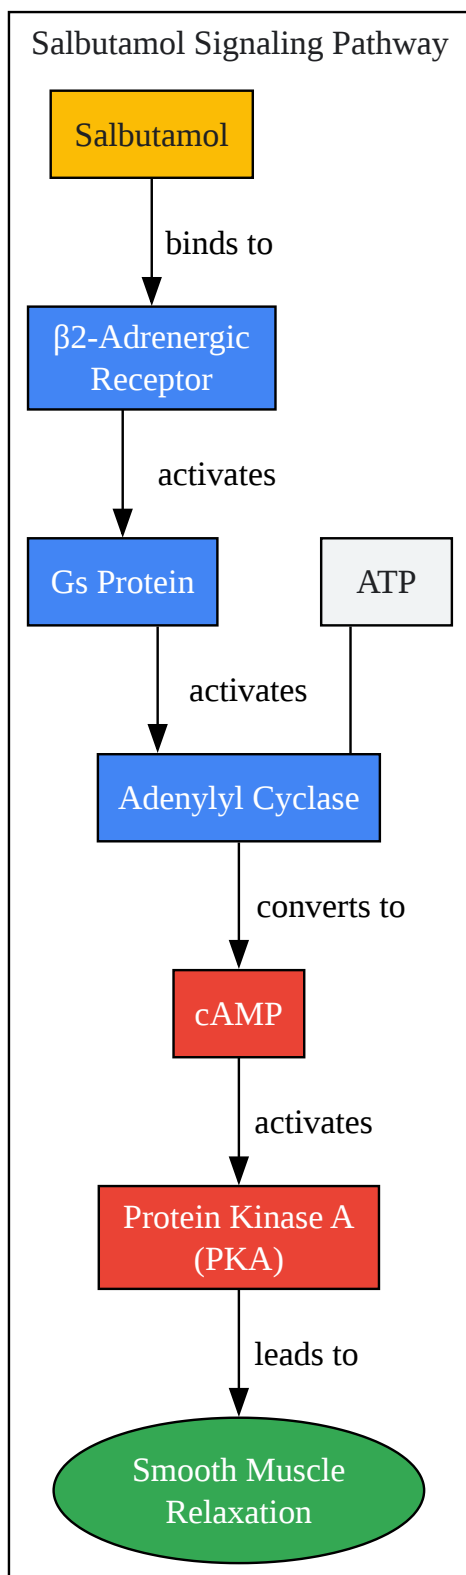 Salbutamol Signaling Pathway
Salbutamol
binds to
β2-Adrenergic
Receptor
activates
Gs Protein
ATP
activates
Adenylyl Cyclase
converts to
cAMP
activates
Protein Kinase A
(PKA)
leads to
Smooth Muscle
Relaxation